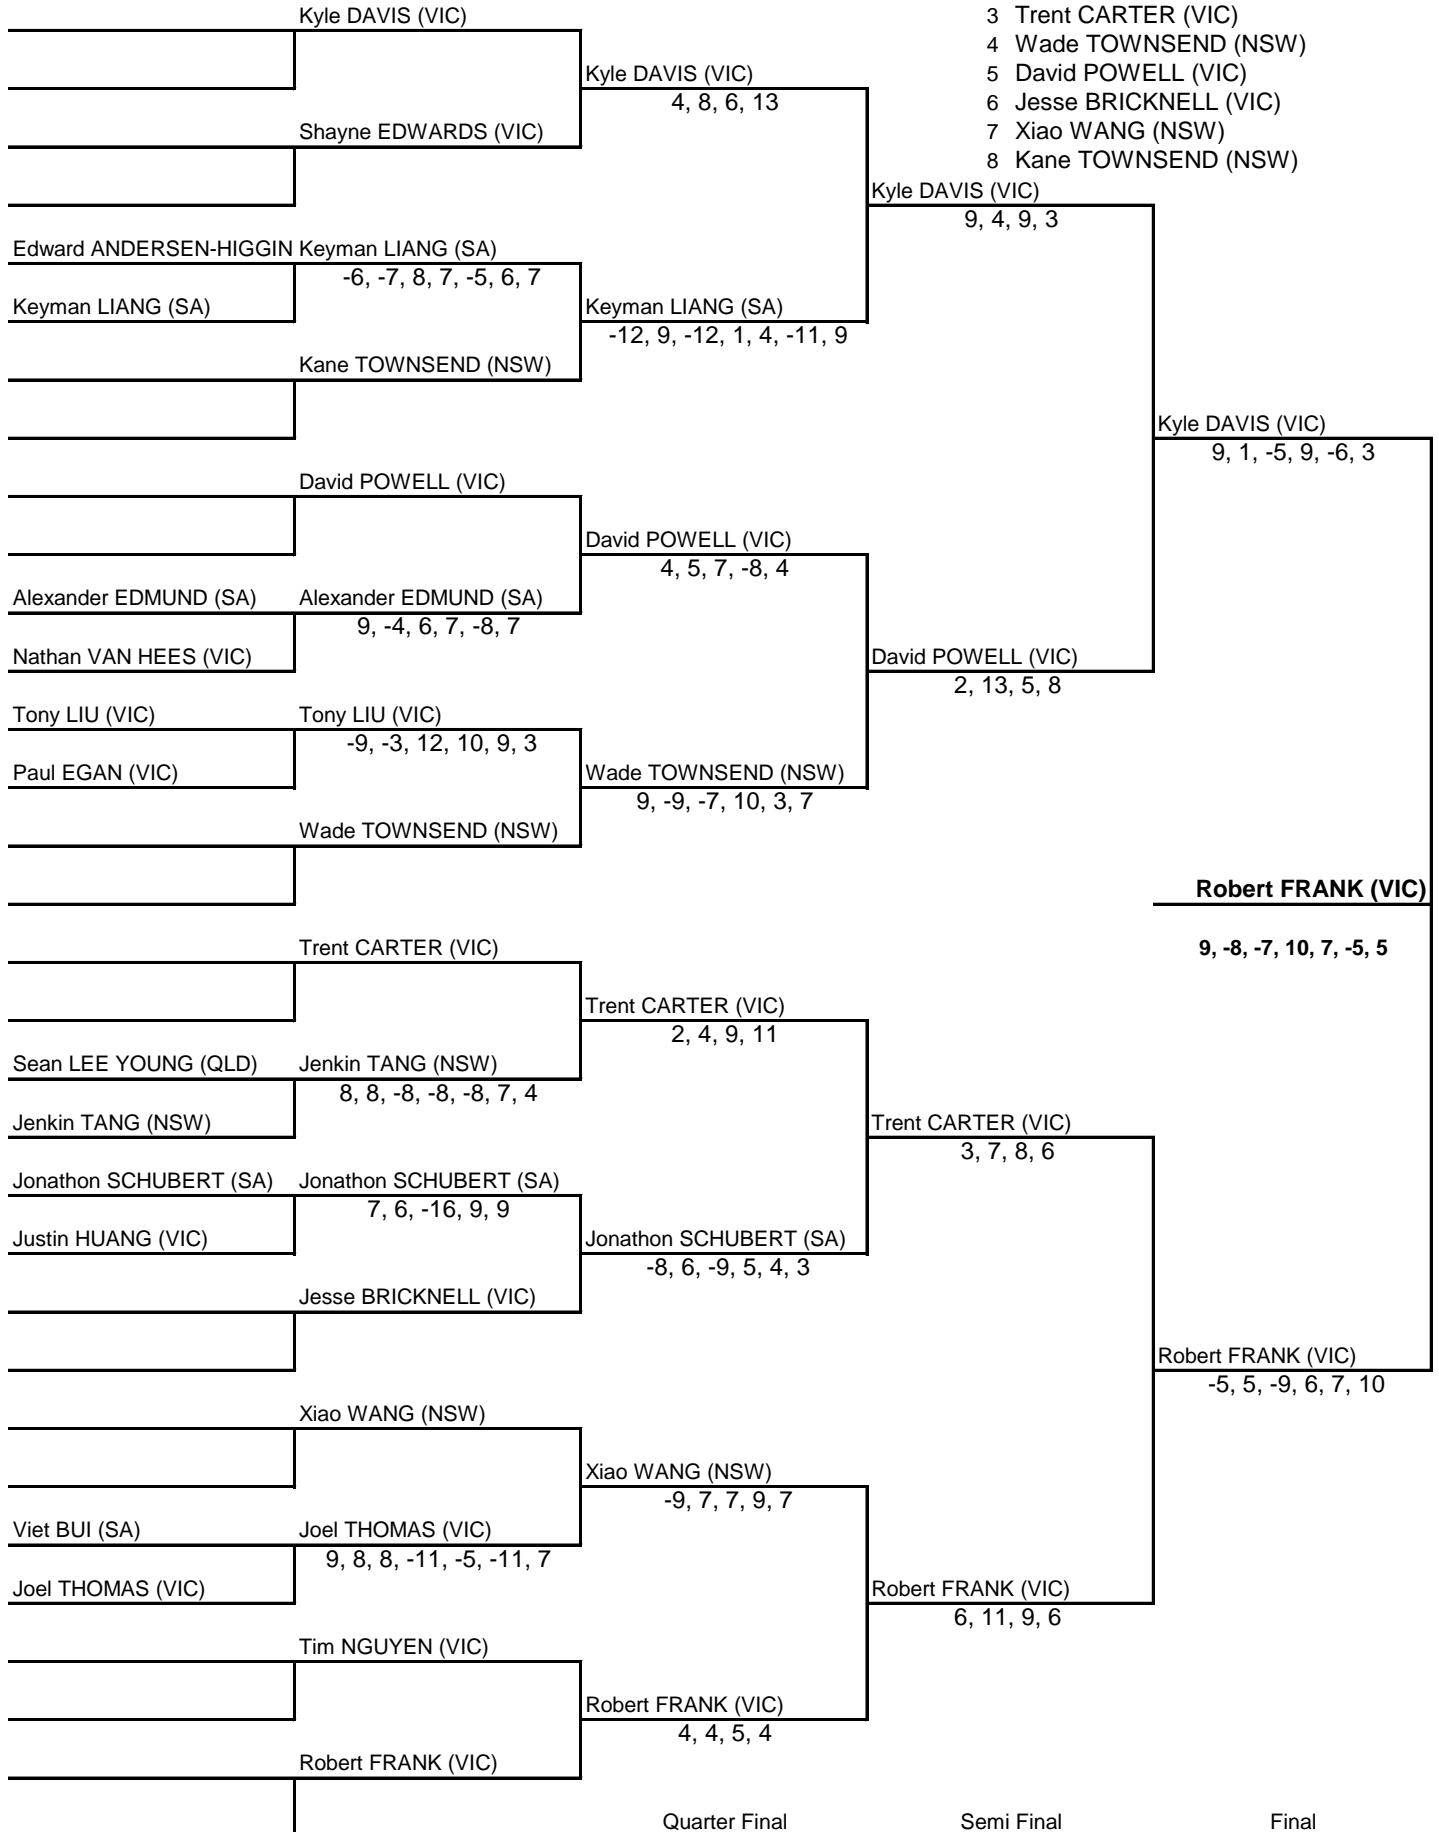 Kyle DAVIS (VIC)
3 Trent CARTER (VIC)
4 Wade TOWNSEND (NSW)
Kyle DAVIS (VIC)
5 David POWELL (VIC)
4, 8, 6, 13
6 Jesse BRICKNELL (VIC)
Shayne EDWARDS (VIC)
7 Xiao WANG (NSW)
8 Kane TOWNSEND (NSW)
Kyle DAVIS (VIC)
9, 4, 9, 3
Edward ANDERSEN-HIGGIN Keyman LIANG (SA)
-6, -7, 8, 7, -5, 6, 7
Keyman LIANG (SA)
Keyman LIANG (SA)
-12, 9, -12, 1, 4, -11, 9
Kane TOWNSEND (NSW)
Kyle DAVIS (VIC)
9, 1, -5, 9, -6, 3
David POWELL (VIC)
David POWELL (VIC)
4, 5, 7, -8, 4
Alexander EDMUND (SA) Alexander EDMUND (SA)
9, -4, 6, 7, -8, 7
Nathan VAN HEES (VIC)
David POWELL (VIC)
2, 13, 5, 8
Tony LIU (VIC) Tony LIU (VIC)
-9, -3, 12, 10, 9, 3
Paul EGAN (VIC)
Wade TOWNSEND (NSW)
9, -9, -7, 10, 3, 7
Wade TOWNSEND (NSW)
Robert FRANK (VIC)
Trent CARTER (VIC)
9, -8, -7, 10, 7, -5, 5
Trent CARTER (VIC)
2, 4, 9, 11
Sean LEE YOUNG (QLD) Jenkin TANG (NSW)
8, 8, -8, -8, -8, 7, 4
Jenkin TANG (NSW)
Trent CARTER (VIC)
3, 7, 8, 6
Jonathon SCHUBERT (SA) Jonathon SCHUBERT (SA)
7, 6, -16, 9, 9
Justin HUANG (VIC)
Jonathon SCHUBERT (SA)
-8, 6, -9, 5, 4, 3
Jesse BRICKNELL (VIC)
Robert FRANK (VIC)
-5, 5, -9, 6, 7, 10
Xiao WANG (NSW)
Xiao WANG (NSW)
-9, 7, 7, 9, 7
Viet BUI (SA) Joel THOMAS (VIC)
9, 8, 8, -11, -5, -11, 7
Joel THOMAS (VIC)
Robert FRANK (VIC)
6, 11, 9, 6
Tim NGUYEN (VIC)
Robert FRANK (VIC)
4, 4, 5, 4
Robert FRANK (VIC)
Quarter Final Semi Final Final